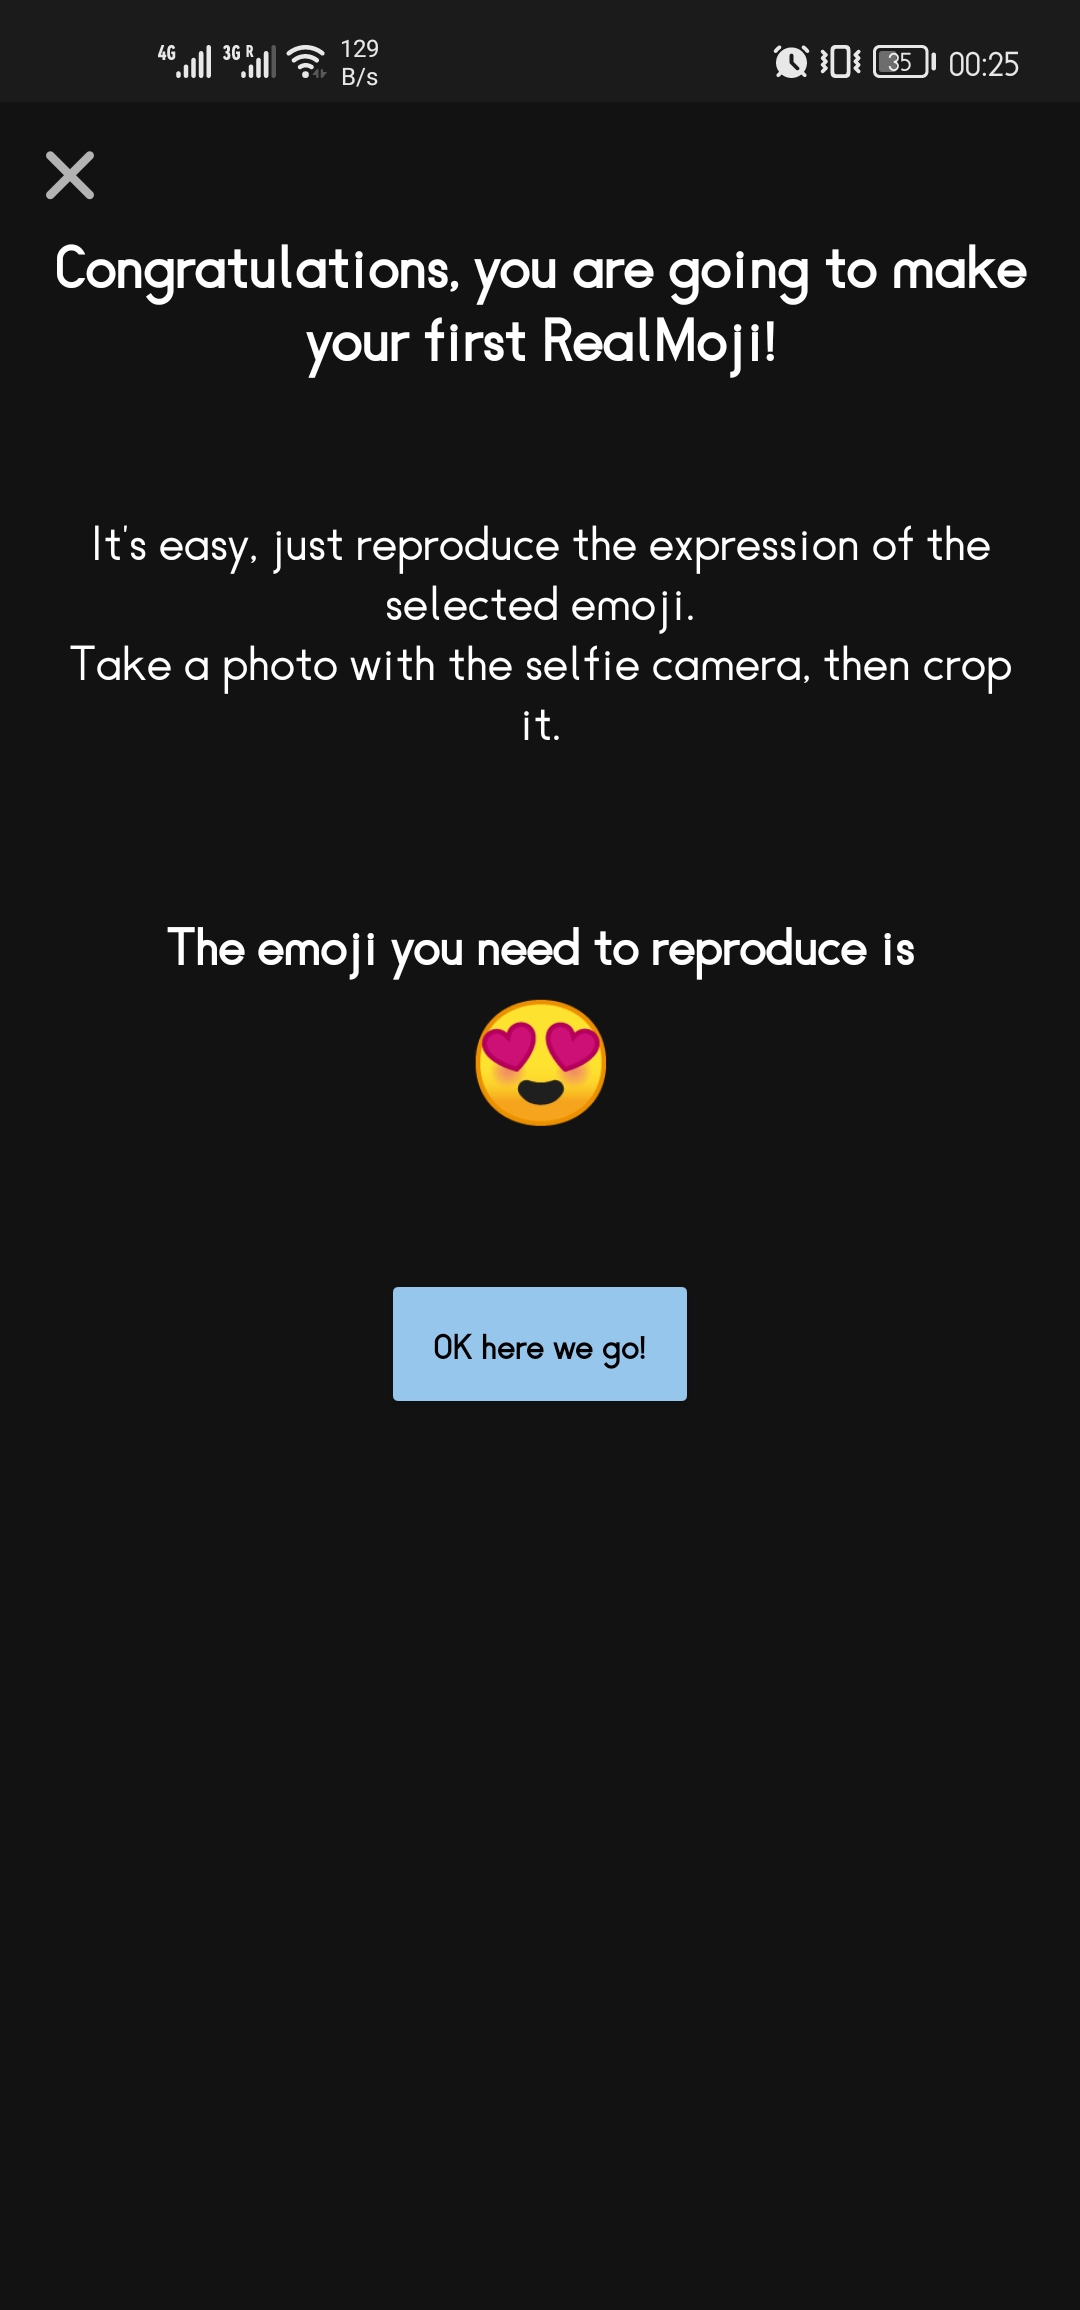 4G 3G R 129 B/s 35 00:25
Congratulations, you are going to make
your first RealMoji!
It's easy, just reproduce the expression of the
selected emoji.
Take a photo with the selfie camera, then crop
it.
The emoji you need to reproduce is
😍
OK here we go!